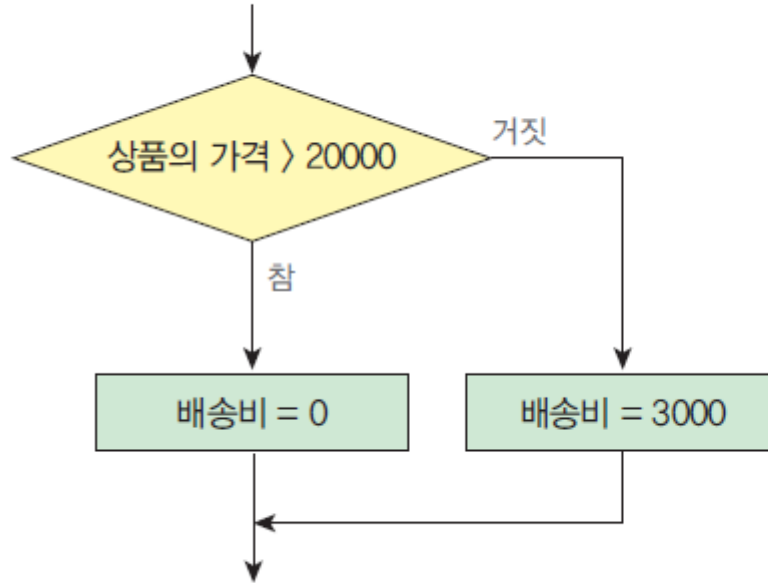 상품의 가격 > 20000
거짓
참
배송비 = 0
배송비 = 3000